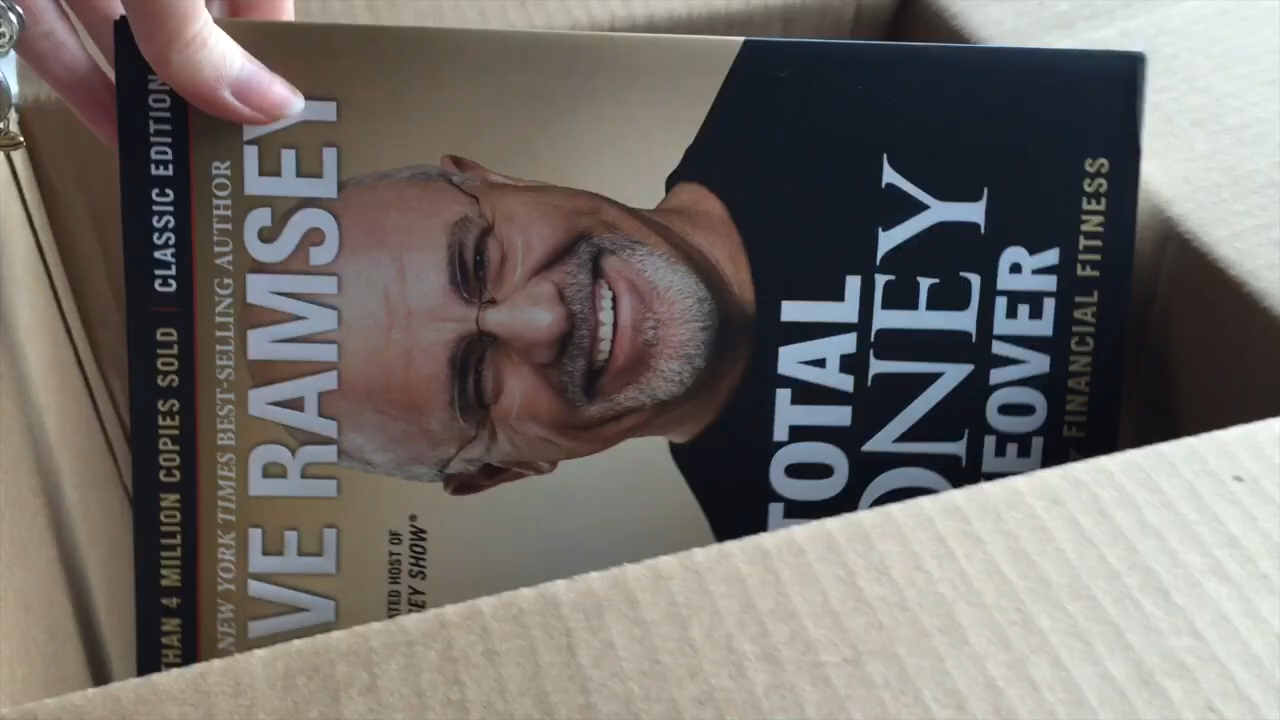 THAN 4 MILLION COPIES SOLD | CLASSIC EDITION
NEW YORK TIMES BEST-SELLING AUTHOR
VE RAMSEY
TED HOST OF
EY SHOW®
TOTAL
ONEY
EOVER
FINANCIAL FITNESS